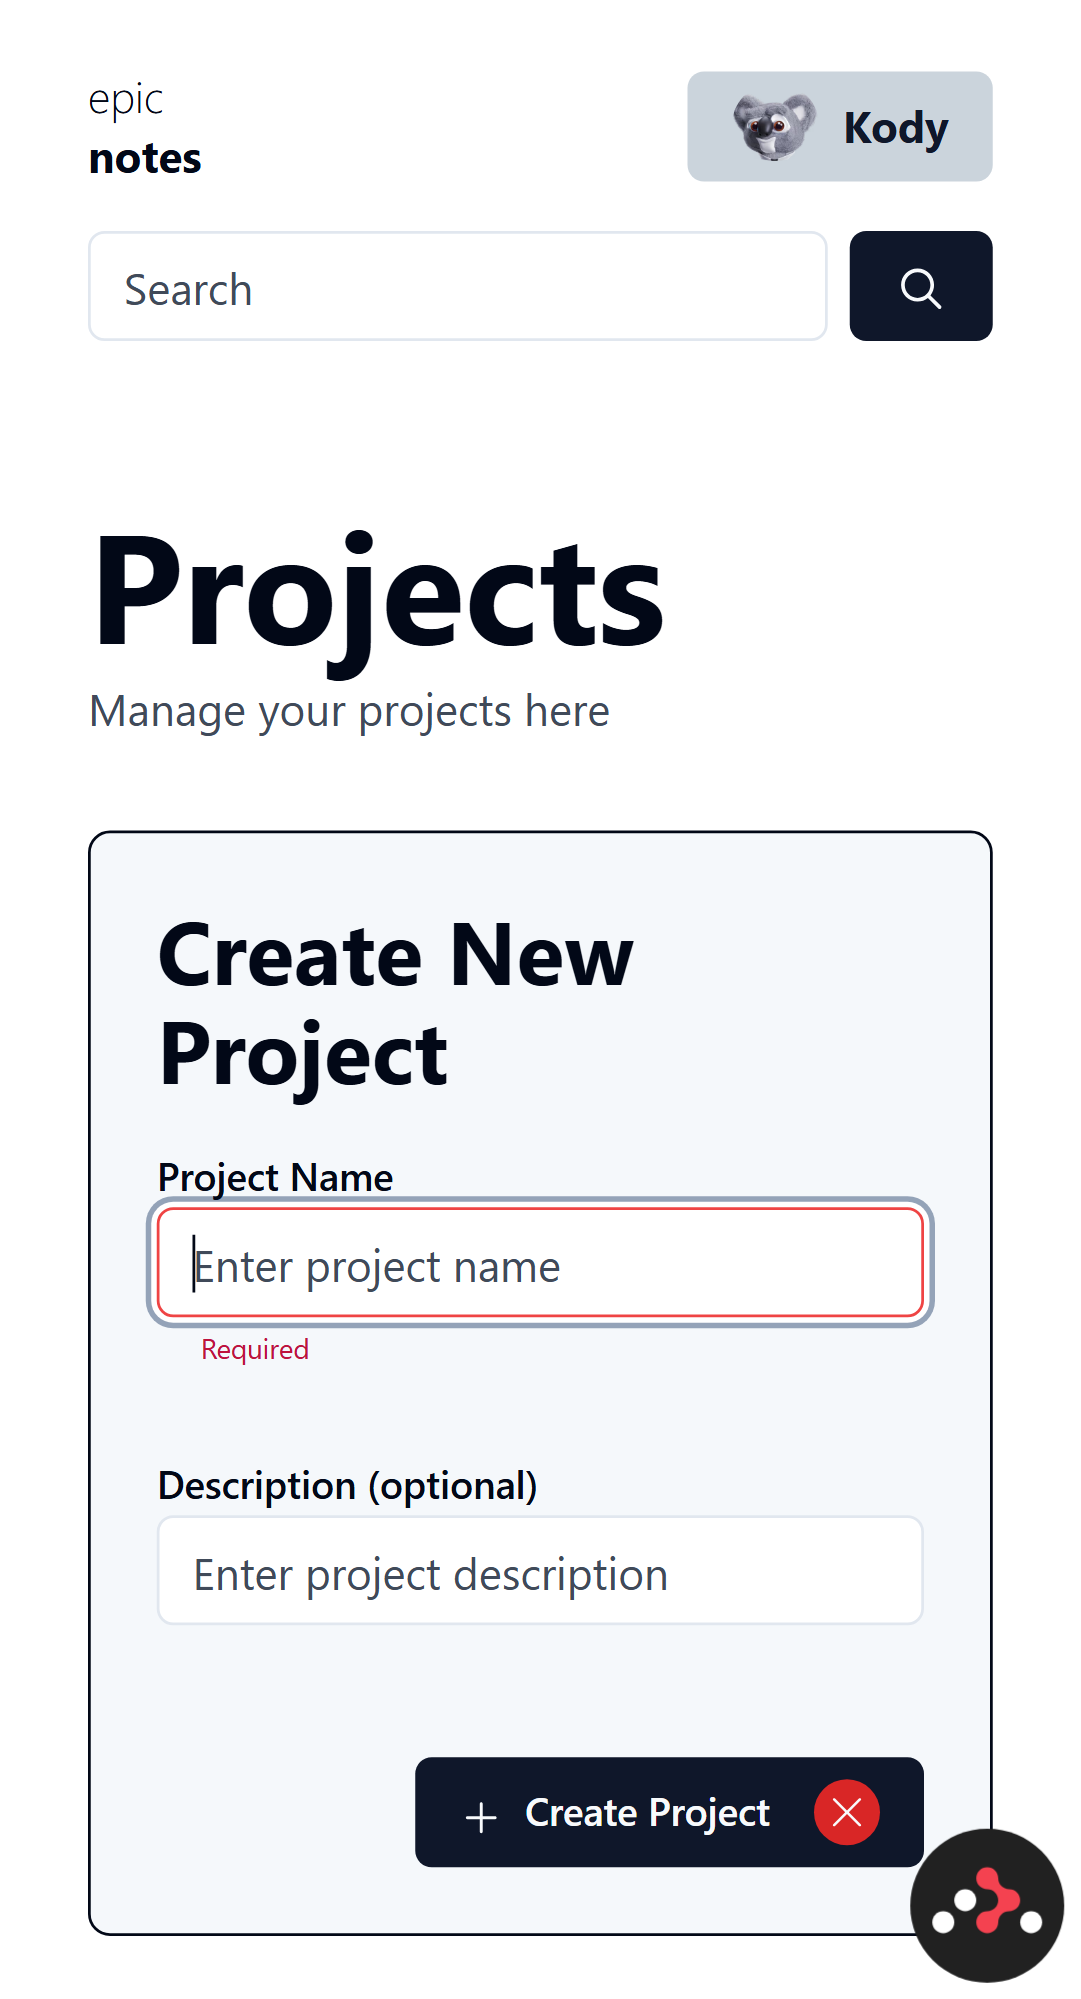 epic
notes
Kody
Search
Projects
Manage your projects here
Create New
Project
Project Name
Enter project name
Required
Description (optional)
Enter project description
Create Project